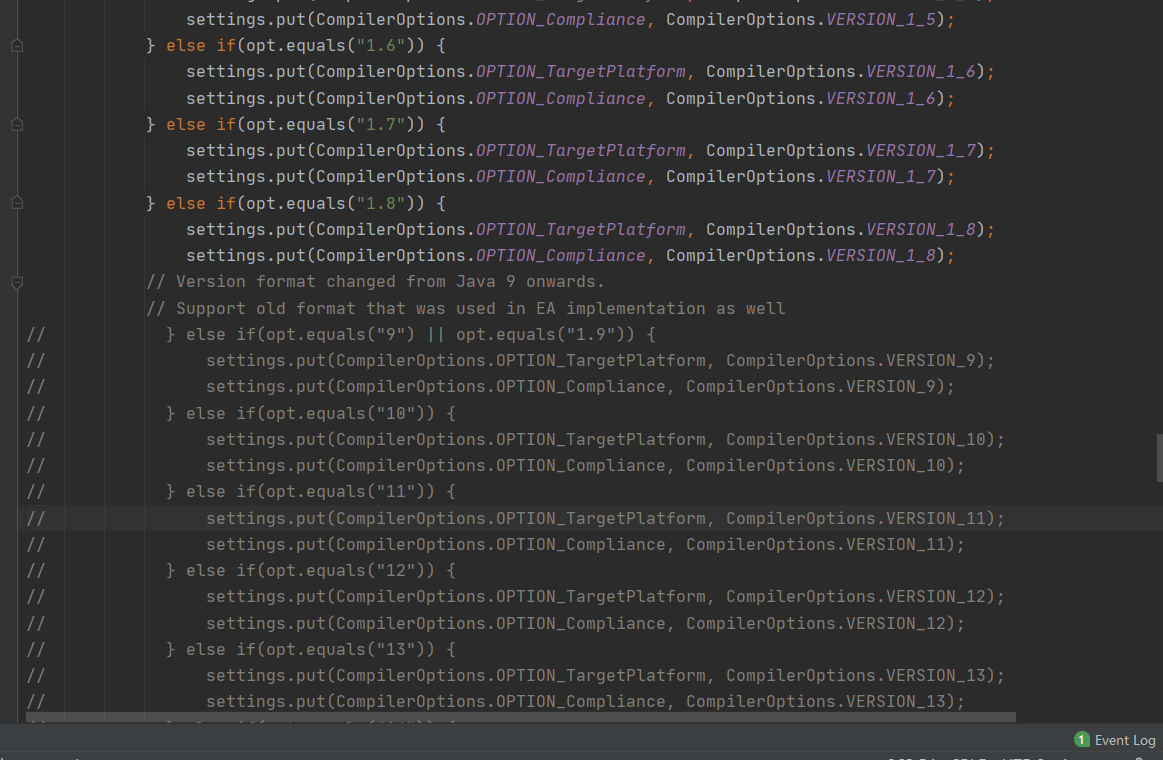 settings.put(CompilerOptions.OPTION_Compliance, CompilerOptions.VERSION_1_5);
} else if(opt.equals("1.6")) {
settings.put(CompilerOptions.OPTION_TargetPlatform, CompilerOptions.VERSION_1_6);
settings.put(CompilerOptions.OPTION_Compliance, CompilerOptions.VERSION_1_6);
} else if(opt.equals("1.7")) {
settings.put(CompilerOptions.OPTION_TargetPlatform, CompilerOptions.VERSION_1_7);
settings.put(CompilerOptions.OPTION_Compliance, CompilerOptions.VERSION_1_7);
} else if(opt.equals("1.8")) {
settings.put(CompilerOptions.OPTION_TargetPlatform, CompilerOptions.VERSION_1_8);
settings.put(CompilerOptions.OPTION_Compliance, CompilerOptions.VERSION_1_8);
// Version format changed from Java 9 onwards.
// Support old format that was used in EA implementation as well
// } else if(opt.equals("9") || opt.equals("1.9")) {
// settings.put(CompilerOptions.OPTION_TargetPlatform, CompilerOptions.VERSION_9);
// settings.put(CompilerOptions.OPTION_Compliance, CompilerOptions.VERSION_9);
// } else if(opt.equals("10")) {
// settings.put(CompilerOptions.OPTION_TargetPlatform, CompilerOptions.VERSION_10);
// settings.put(CompilerOptions.OPTION_Compliance, CompilerOptions.VERSION_10);
// } else if(opt.equals("11")) {
// settings.put(CompilerOptions.OPTION_TargetPlatform, CompilerOptions.VERSION_11);
// settings.put(CompilerOptions.OPTION_Compliance, CompilerOptions.VERSION_11);
// } else if(opt.equals("12")) {
// settings.put(CompilerOptions.OPTION_TargetPlatform, CompilerOptions.VERSION_12);
// settings.put(CompilerOptions.OPTION_Compliance, CompilerOptions.VERSION_12);
// } else if(opt.equals("13")) {
// settings.put(CompilerOptions.OPTION_TargetPlatform, CompilerOptions.VERSION_13);
// settings.put(CompilerOptions.OPTION_Compliance, CompilerOptions.VERSION_13);
1 Event Log